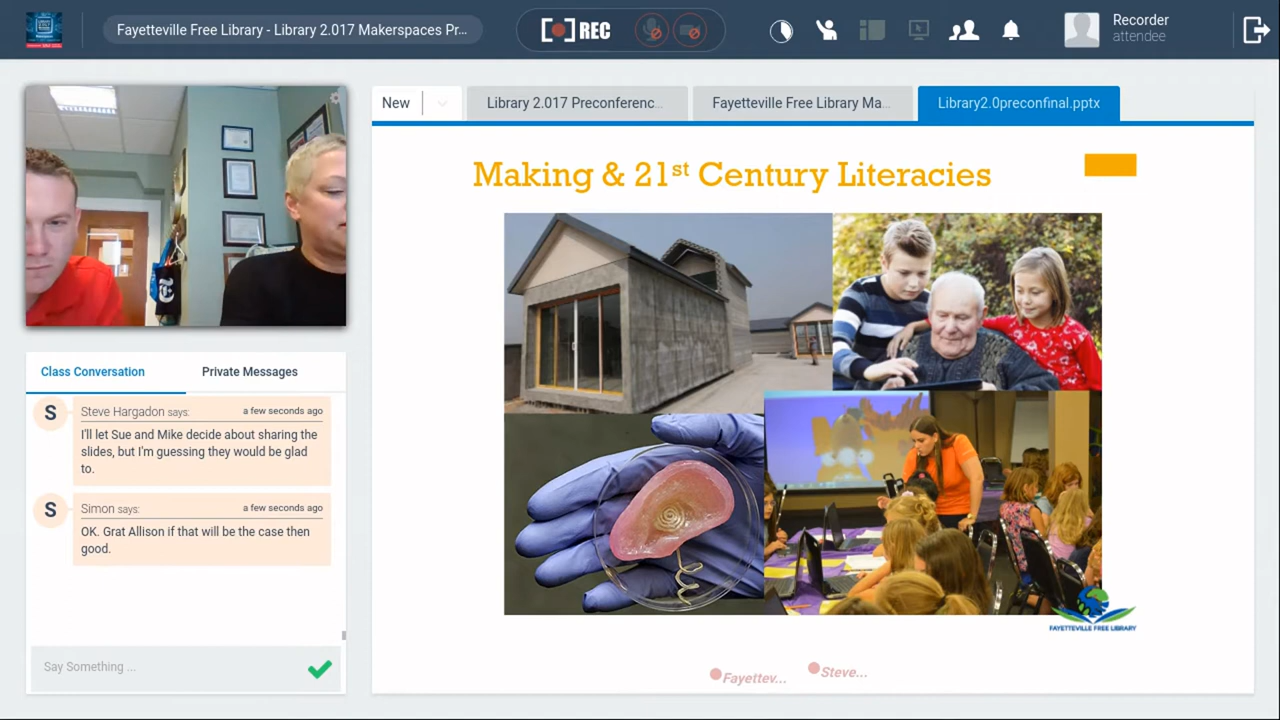 Fayetteville Free Library - Library 2.017 Makerspaces Pr...
REC
Recorder
attendee
New
Library 2.017 Preconferenc
Fayetteville Free Library Ma...
Library2.0preconfinal.pptx
Making & 21st Century Literacies
Class Conversation
Private Messages
S
Steve Hargadon says:
a few seconds ago
I'll let Sue and Mike decide about sharing the
slides, but I'm guessing they would be glad
to.
S
Simon says:
a few seconds ago
OK. Grat Allison if that will be the case then
good.
Say Something ...
FAYETTEVILLE FREE LIBRARY
Fayettev...
Steve...